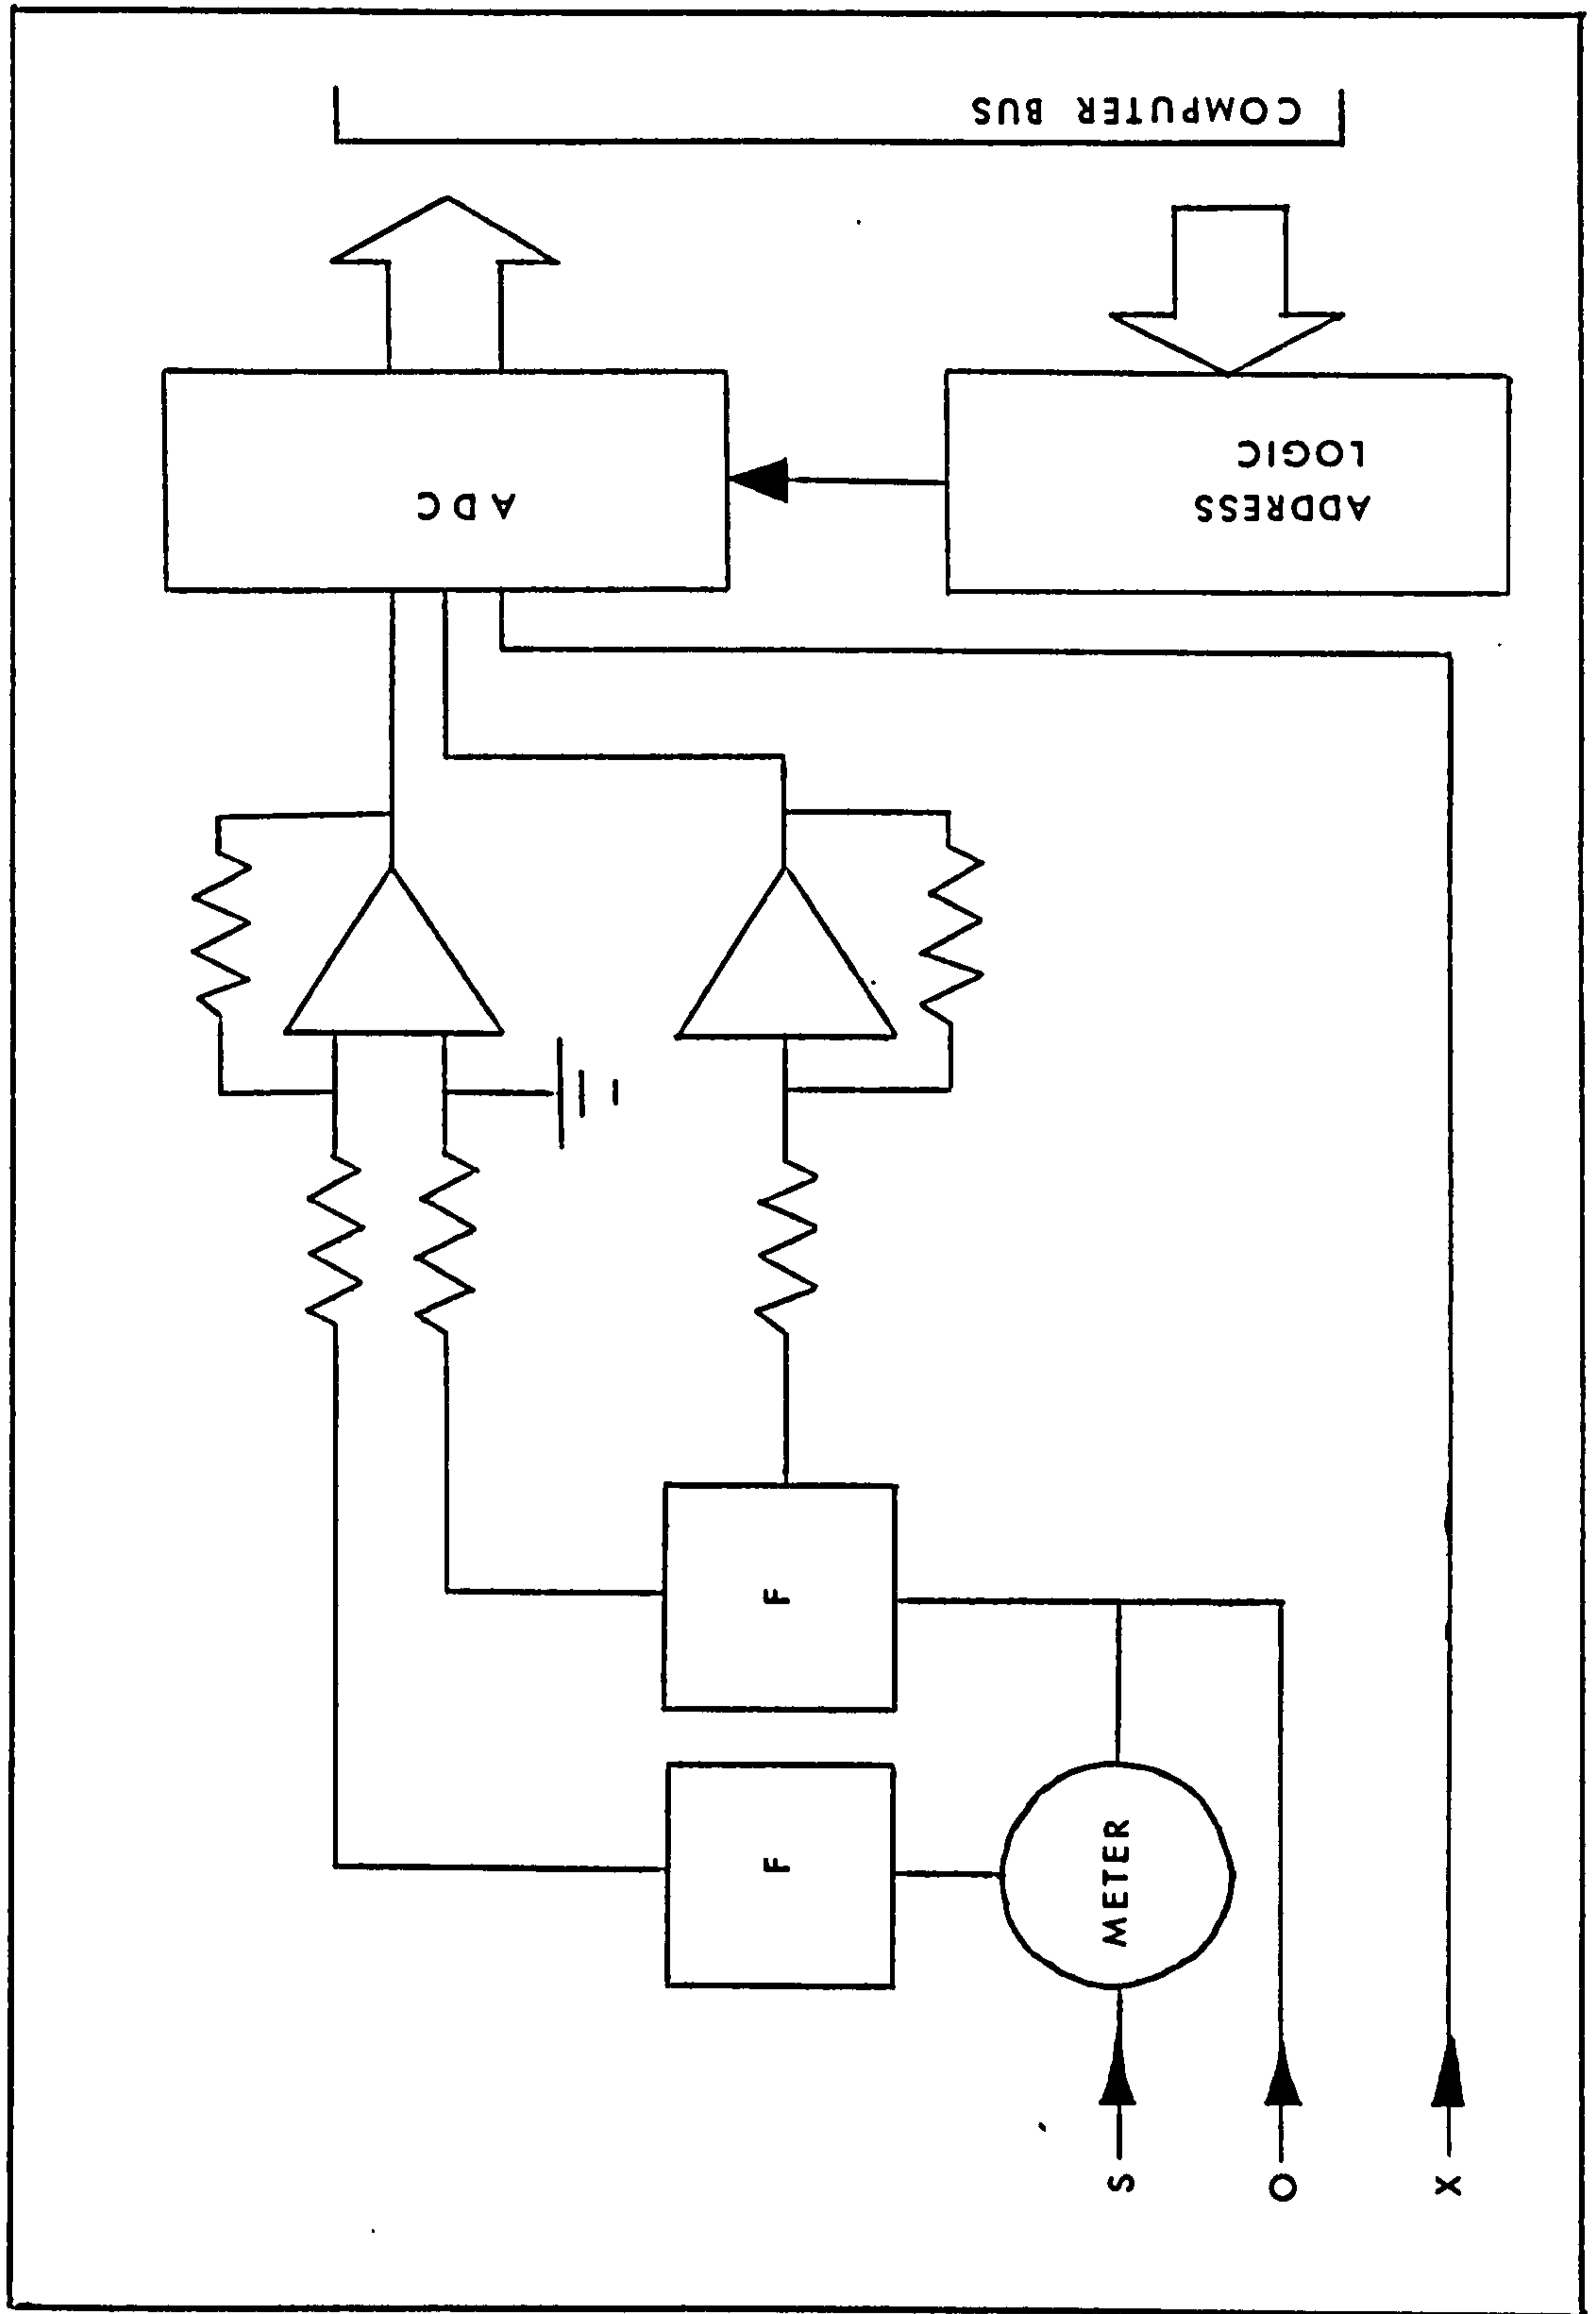 COMPUTER BUS
ADC
ADDRESS
LOGIC
F
F
METER
S
O
X